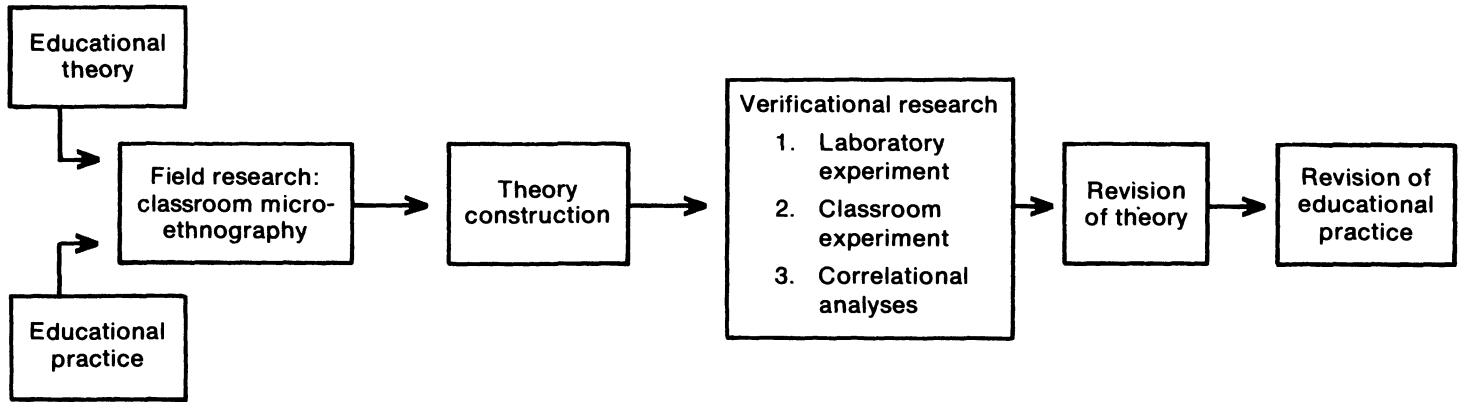 Educational
theory
Field research:
classroom micro-
ethnography
Educational
practice
Theory
construction
Verificational research
1. Laboratory
experiment
2. Classroom
experiment
3. Correlational
analyses
Revision
of theory
Revision of
educational
practice